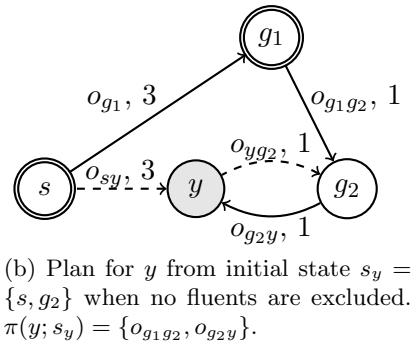 g₁
o_{g₁}, 3
o_{g₁g₂}, 1
o_{yg₂}, 1
s
o_{sy}, 3
y
g₂
o_{g₂y}, 1
(b) Plan for y from initial state s_y =
{s, g₂} when no fluents are excluded.
π(y; s_y) = {o_{g₁g₂}, o_{g₂y}}.